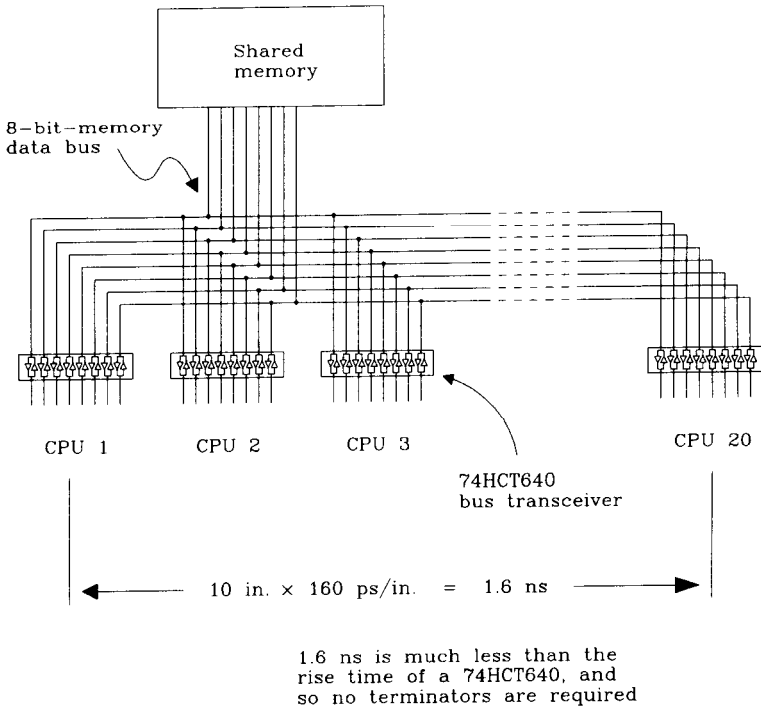 Shared
memory
8-bit-memory
data bus
CPU 1
CPU 2
CPU 3
CPU 20
74HCT640
bus transceiver
10 in. × 160 ps/in. = 1.6 ns
1.6 ns is much less than the
rise time of a 74HCT640, and
so no terminators are required